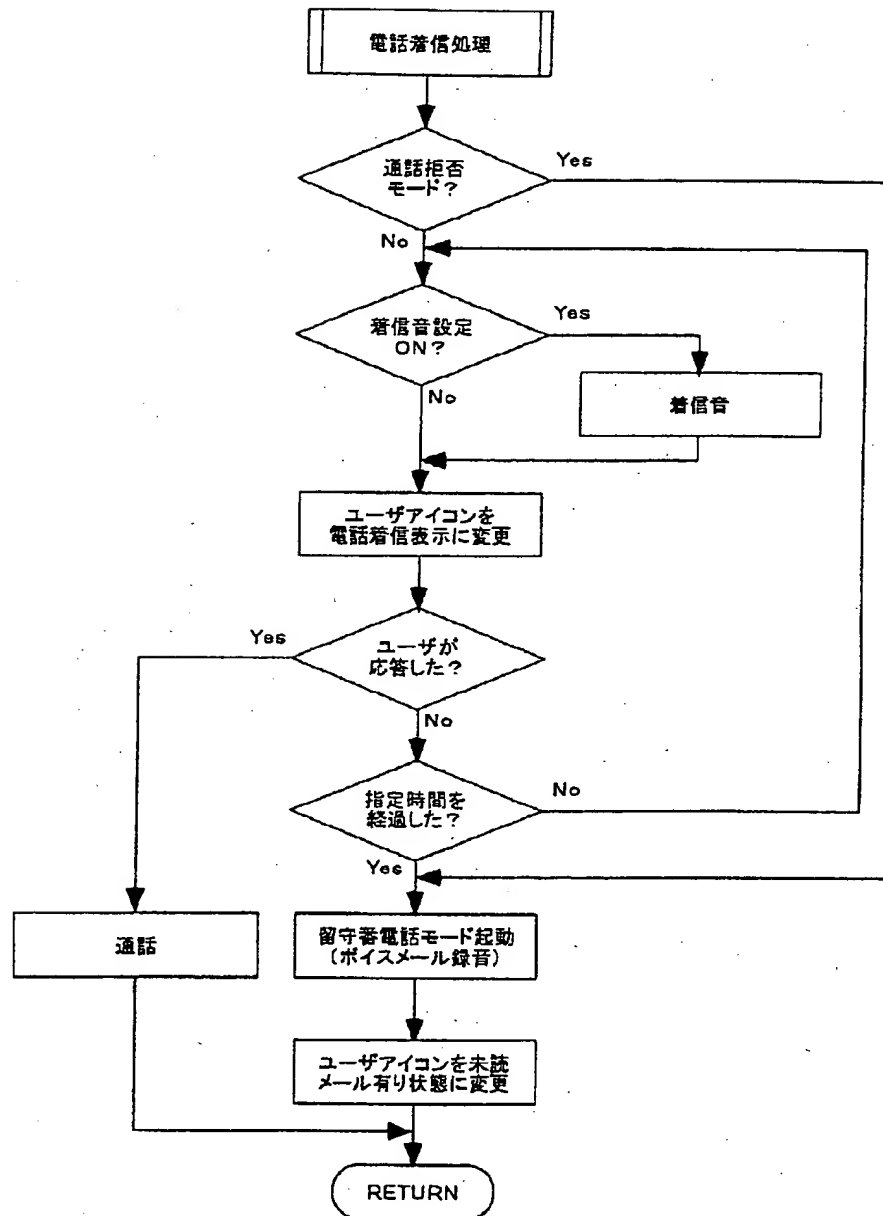 電話着信処理
通話拒否
モード?
Yes
No
着信音設定
ON?
Yes
No
着信音
ユーザアイコンを
電話着信表示に変更
ユーザが
応答した?
Yes
No
指定時間を
経過した?
No
Yes
通話
留守番電話モード起動
(ボイスメール録音)
ユーザアイコンを未読
メール有り状態に変更
RETURN